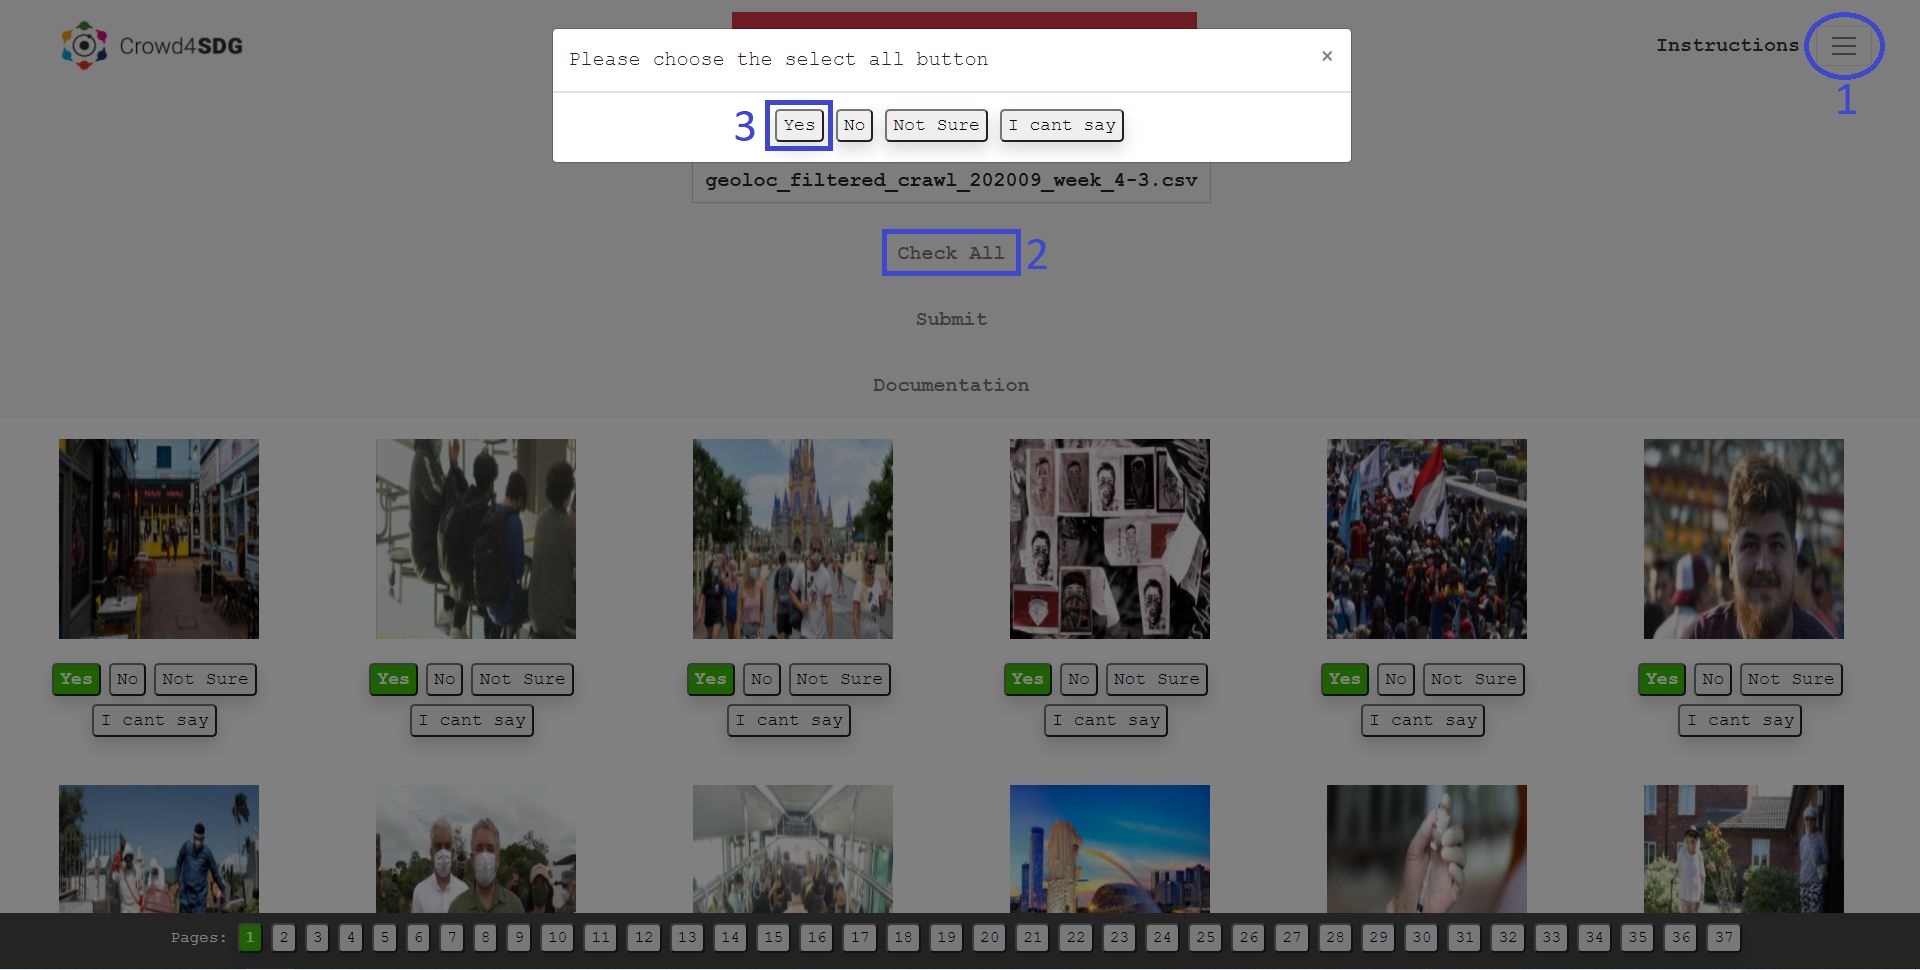 Crowd4SDG
Instructions
1
Please choose the select all button ×
3 Yes No Not Sure I cant say
geoloc_filtered_crawl_202009_week_4-3.csv
Check All 2
Submit
Documentation
Yes No Not Sure Yes No Not Sure Yes No Not Sure Yes No Not Sure Yes No Not Sure Yes No Not Sure
I cant say I cant say I cant say I cant say I cant say I cant say
Pages: 1 2 3 4 5 6 7 8 9 10 11 12 13 14 15 16 17 18 19 20 21 22 23 24 25 26 27 28 29 30 31 32 33 34 35 36 37